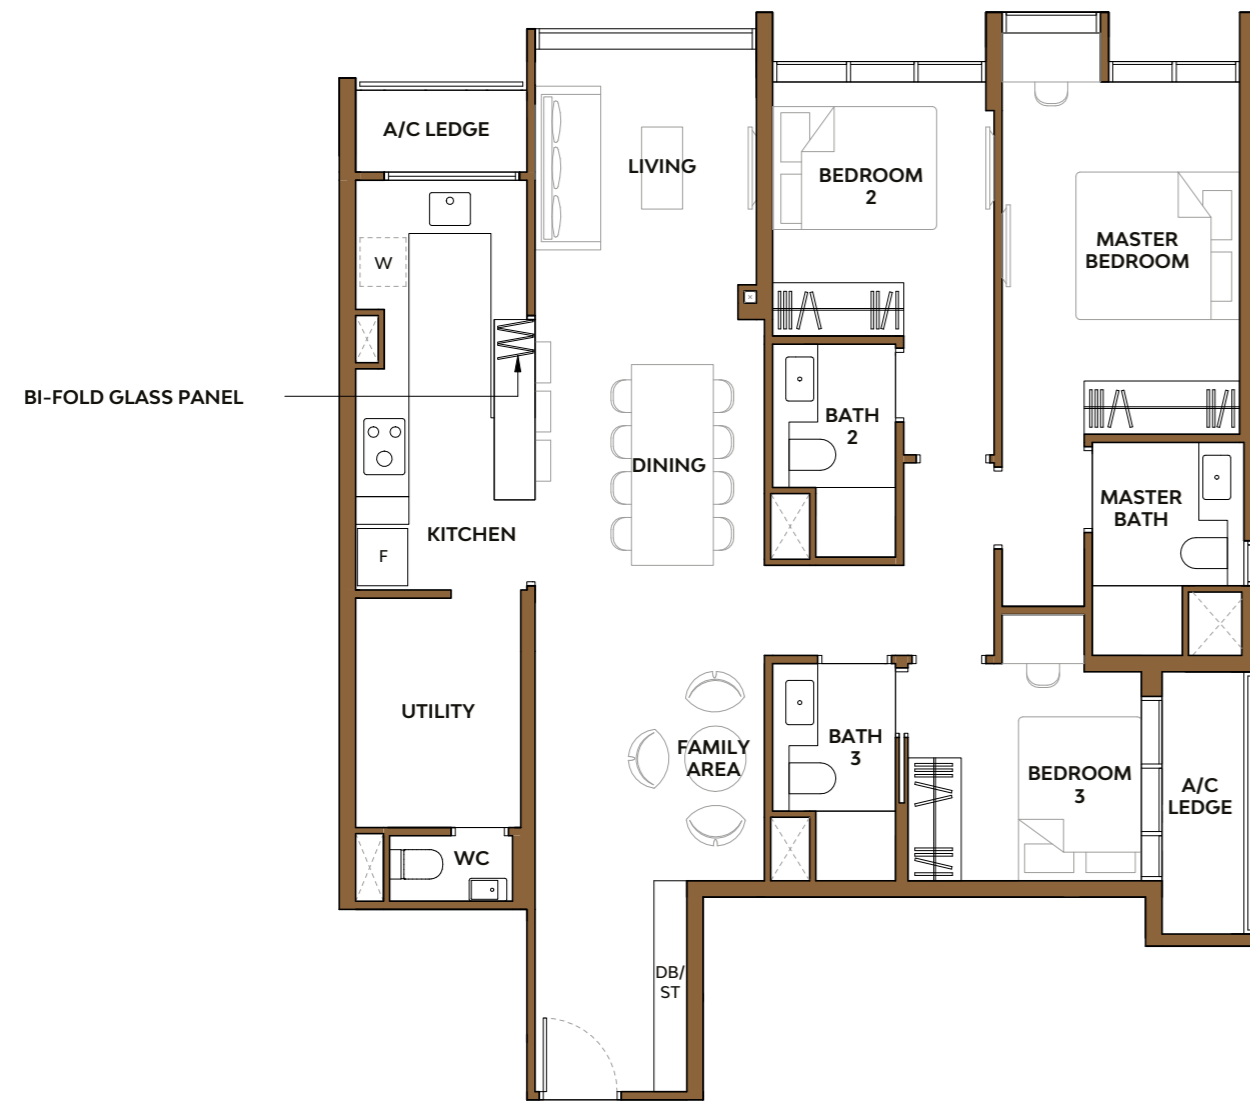 A/C LEDGE
LIVING
BEDROOM
2
MASTER
BEDROOM
W
BI-FOLD GLASS PANEL
BATH
2
DINING
MASTER
BATH
KITCHEN
F
UTILITY
FAMILY
AREA
BATH
3
BEDROOM
3
A/C
LEDGE
WC
DB/
ST